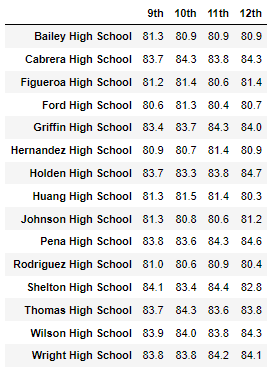 9th 10th 11th 12th
Bailey High School 81.3 80.9 80.9 80.9
Cabrera High School 83.7 84.3 83.8 84.3
Figueroa High School 81.2 81.4 80.6 81.4
Ford High School 80.6 81.3 80.4 80.7
Griffin High School 83.4 83.7 84.3 84.0
Hernandez High School 80.9 80.7 81.4 80.9
Holden High School 83.7 83.3 83.8 84.7
Huang High School 81.3 81.5 81.4 80.3
Johnson High School 81.3 80.8 80.6 81.2
Pena High School 83.8 83.6 84.3 84.6
Rodriguez High School 81.0 80.6 80.9 80.4
Shelton High School 84.1 83.4 84.4 82.8
Thomas High School 83.7 84.3 83.6 83.8
Wilson High School 83.9 84.0 83.8 84.3
Wright High School 83.8 83.8 84.2 84.1